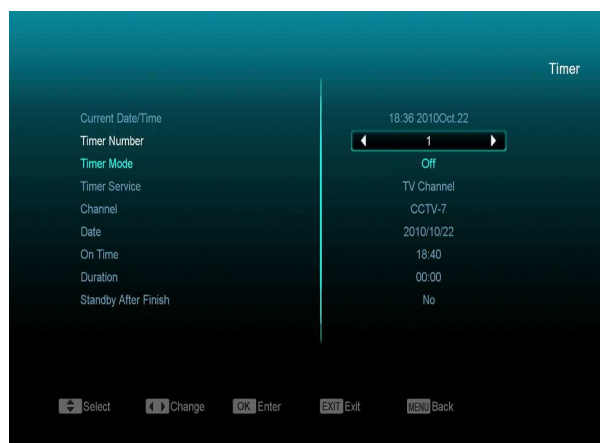 Timer
Current Date/Time 18:36 2010Oct.22
Timer Number 1
Timer Mode Off
Timer Service TV Channel
Channel CCTV-7
Date 2010/10/22
On Time 18:40
Duration 00:00
Standby After Finish No
Select Change OK Enter EXIT Exit MENU Back